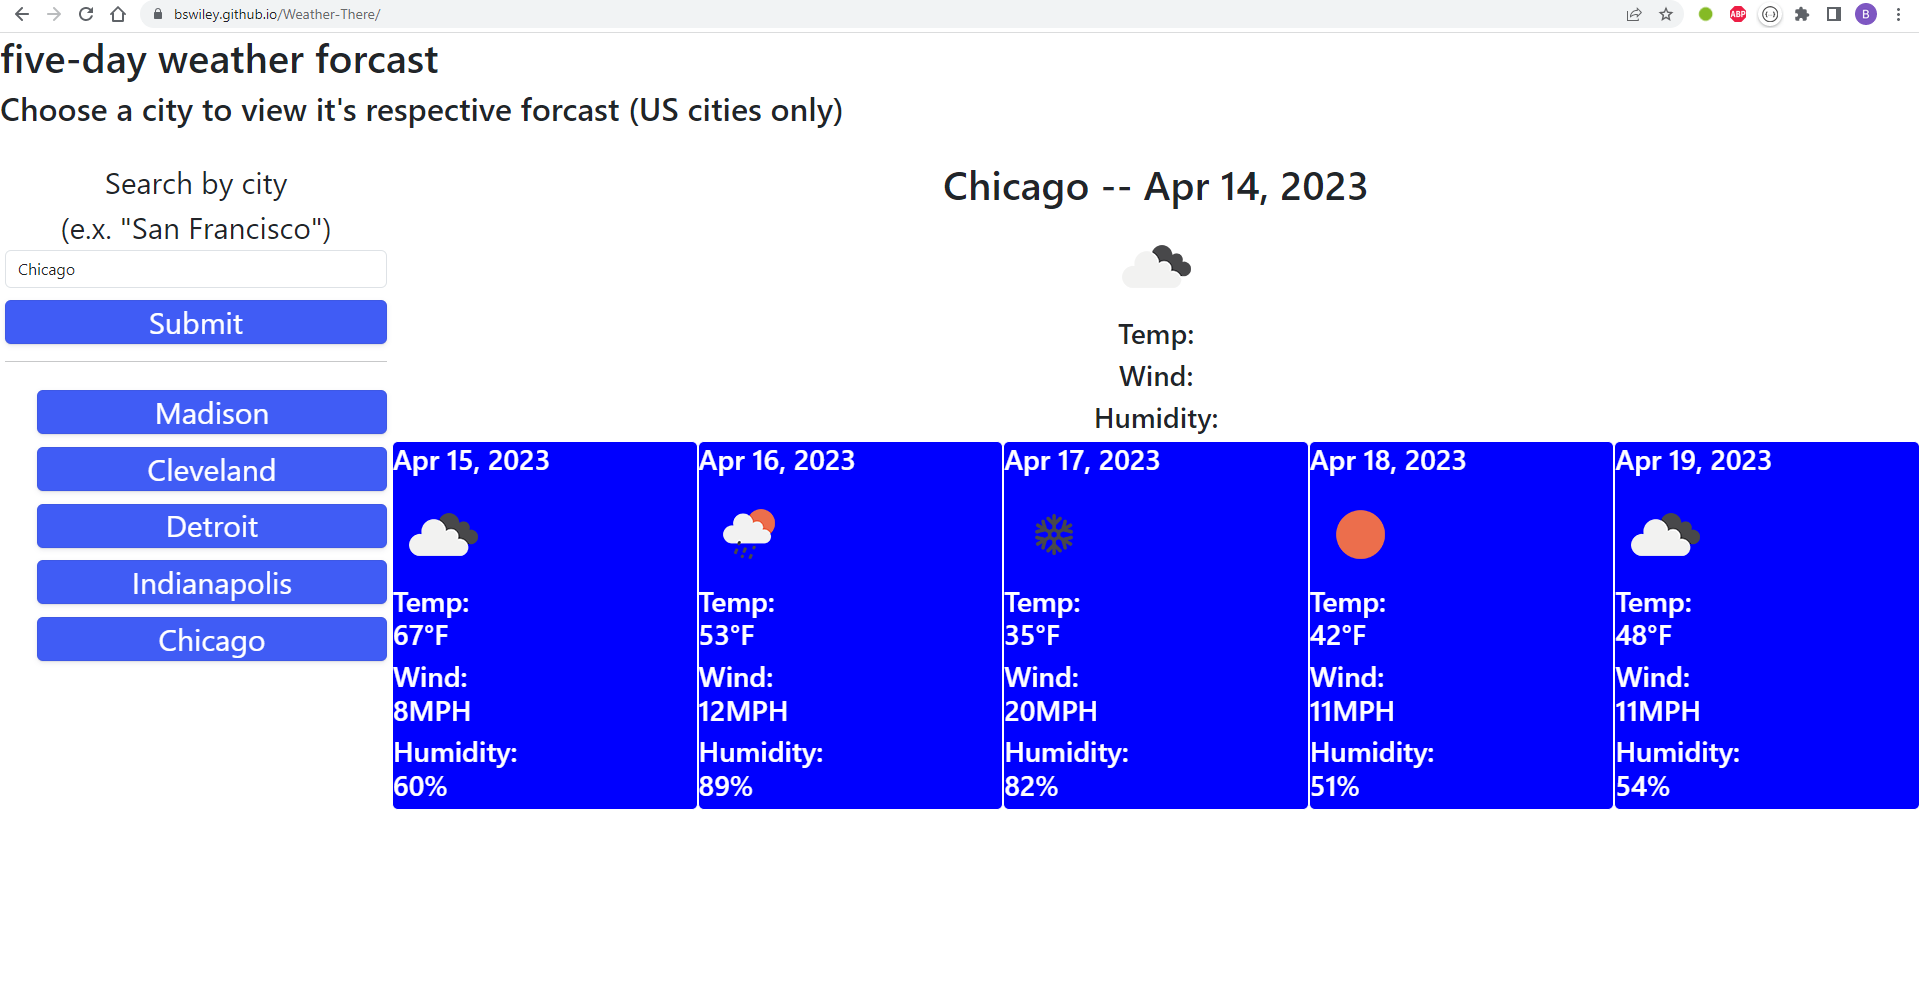 bswiley.github.io/Weather-There/
ABP
B
five-day weather forcast
Choose a city to view it's respective forcast (US cities only)
Search by city
(e.x. "San Francisco")
Chicago
Submit
Madison
Cleveland
Detroit
Indianapolis
Chicago
Chicago -- Apr 14, 2023
Temp:
Wind:
Humidity:
Apr 15, 2023
Temp:
67°F
Wind:
8MPH
Humidity:
60%
Apr 16, 2023
Temp:
53°F
Wind:
12MPH
Humidity:
89%
Apr 17, 2023
Temp:
35°F
Wind:
20MPH
Humidity:
82%
Apr 18, 2023
Temp:
42°F
Wind:
11MPH
Humidity:
51%
Apr 19, 2023
Temp:
48°F
Wind:
11MPH
Humidity:
54%